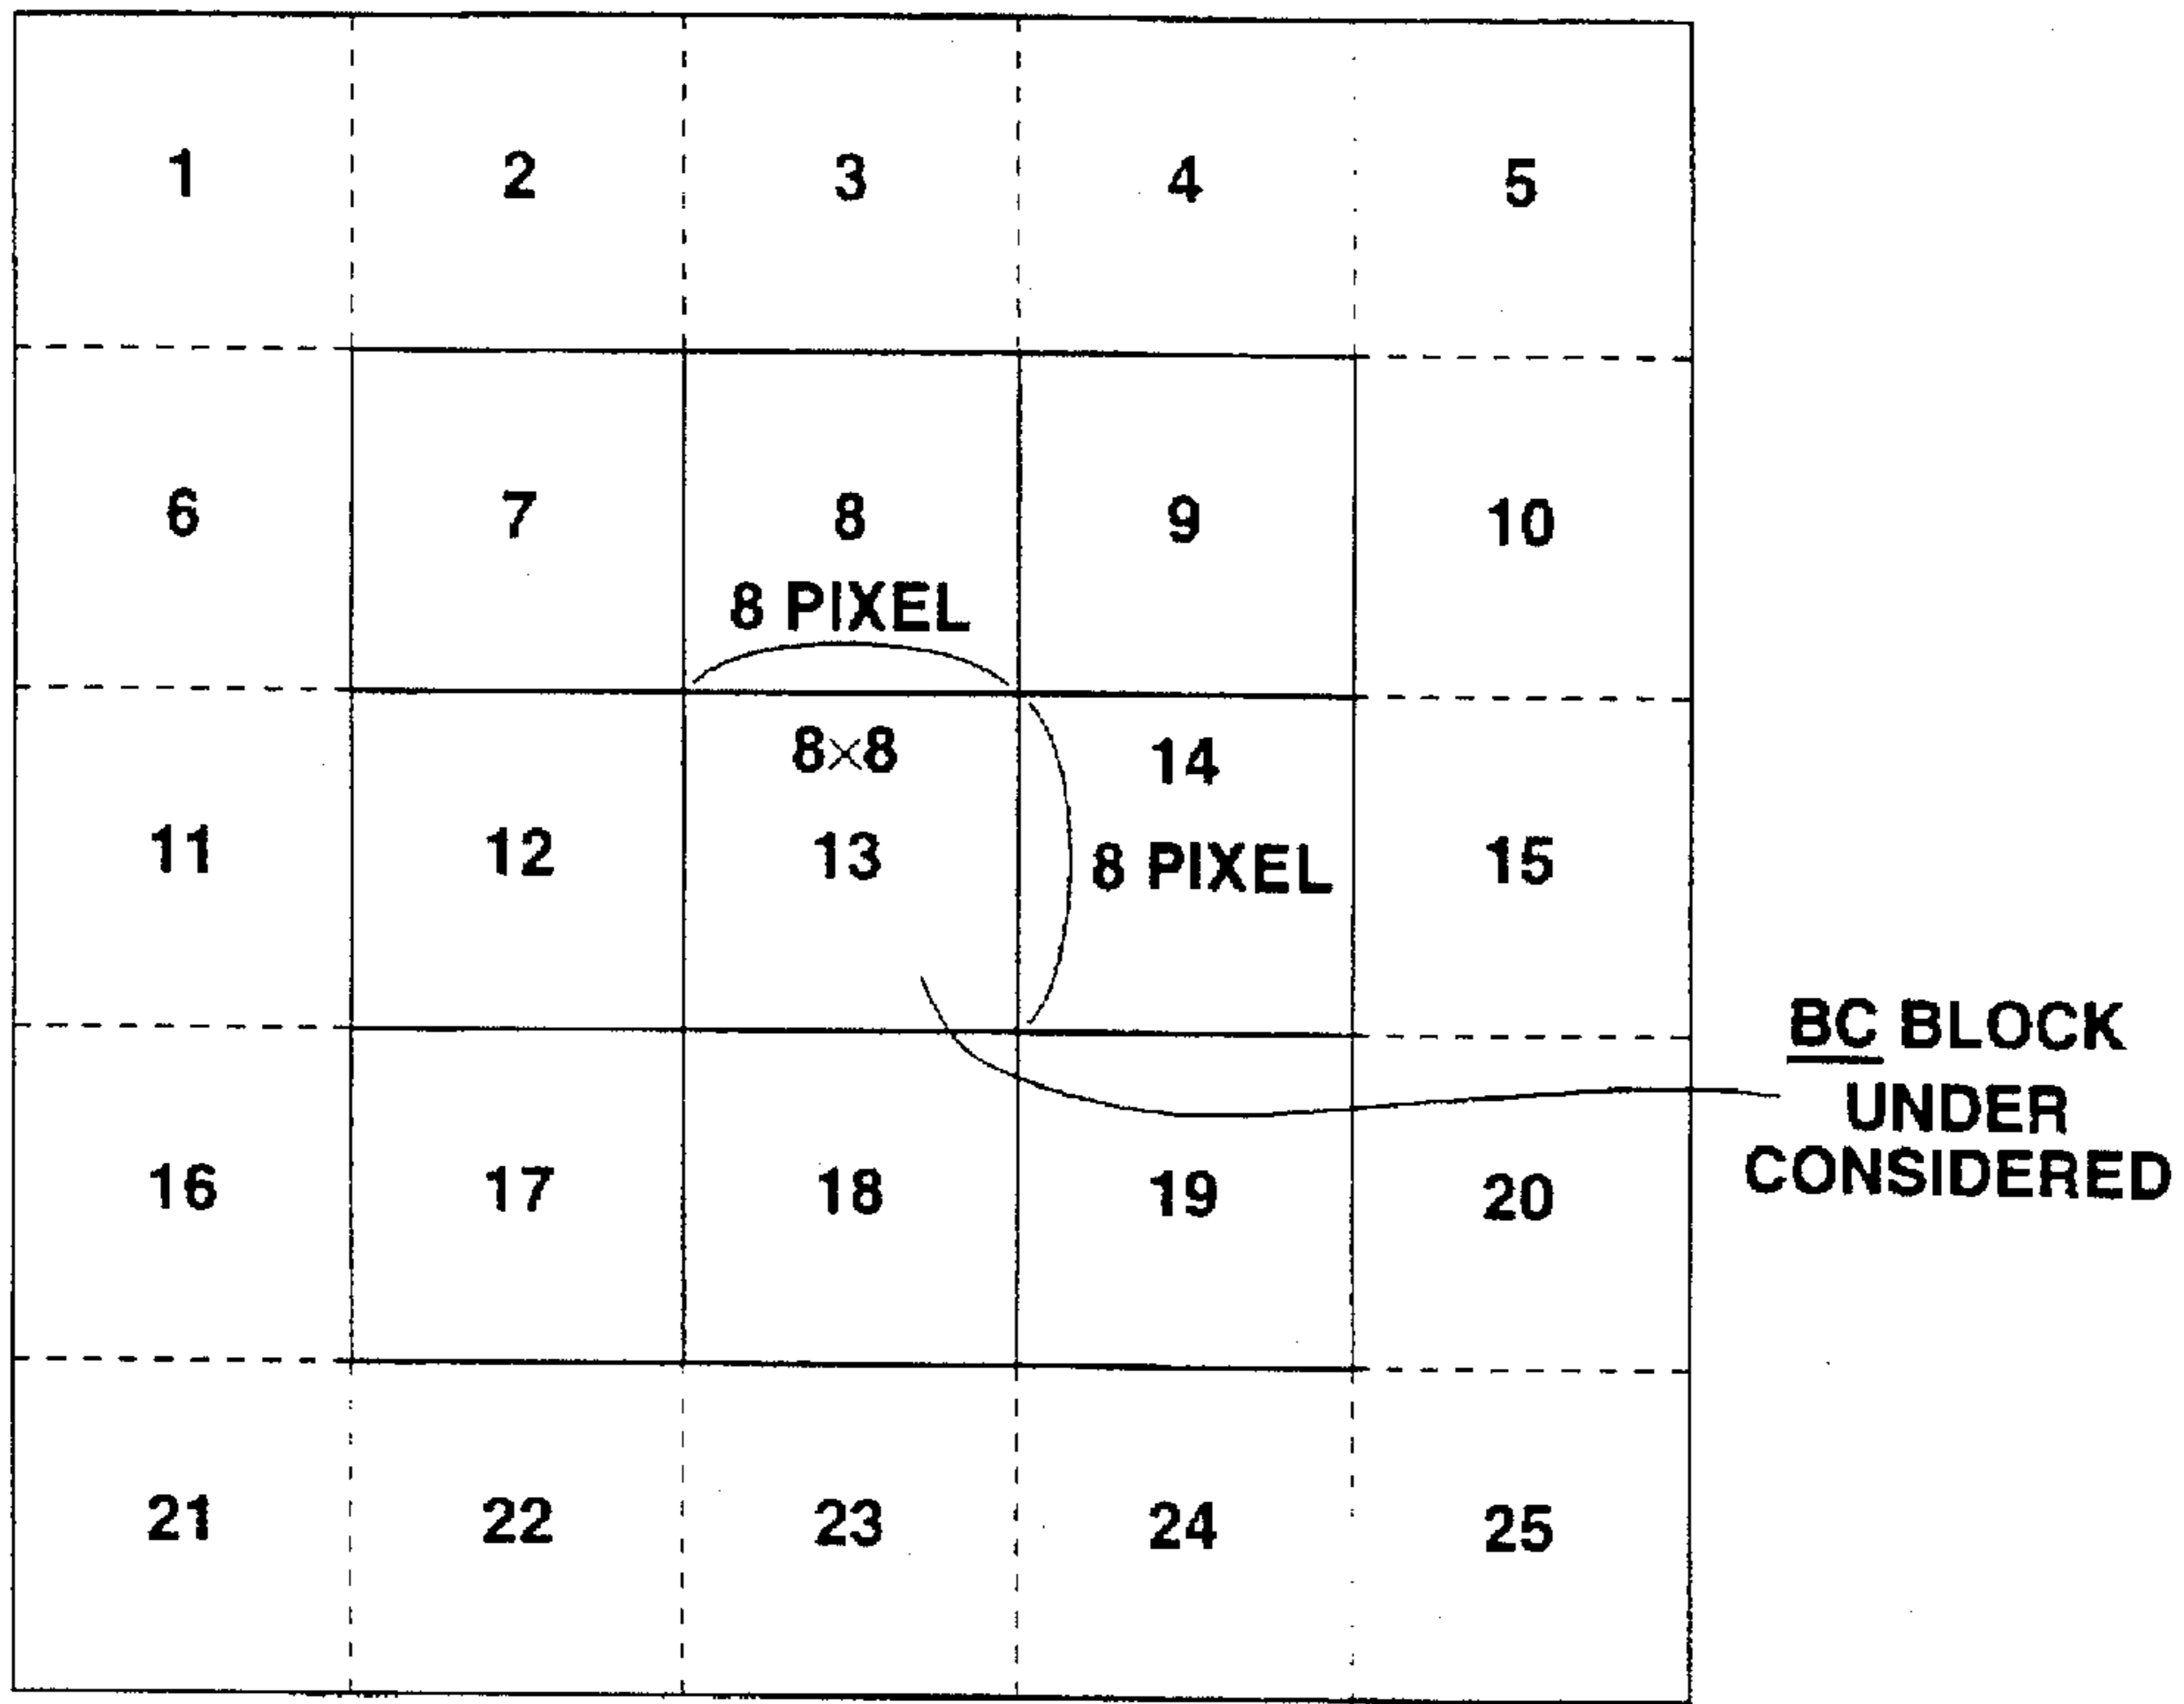 1 2 3 4 5
6 7 8 9 10
8 PIXEL
8×8 14
11 12 13 8 PIXEL 15
BC BLOCK
UNDER
CONSIDERED
16 17 18 19 20
21 22 23 24 25